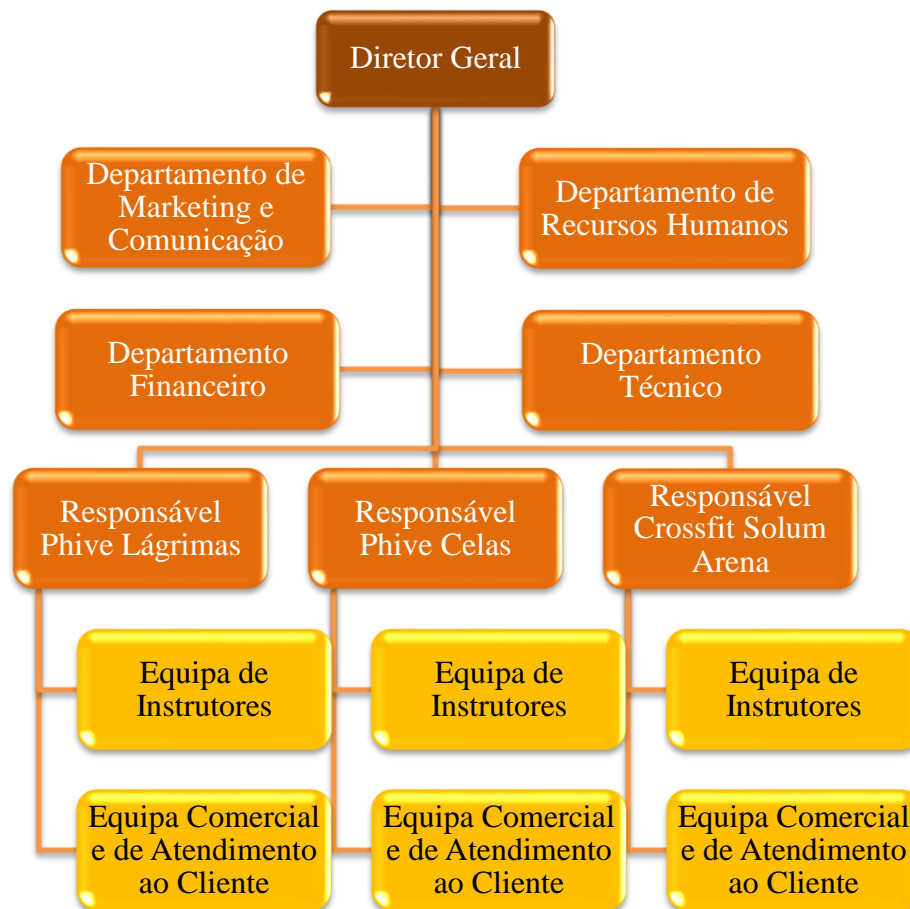 Diretor Geral
Departamento de
Marketing e
Comunicação
Departamento de
Recursos Humanos
Departamento
Financeiro
Departamento
Técnico
Responsável
Phive Lágrimas
Responsável
Phive Celas
Responsável
Crossfit Solum
Arena
Equipa de
Instrutores
Equipa de
Instrutores
Equipa de
Instrutores
Equipa Comercial
e de Atendimento
ao Cliente
Equipa Comercial
e de Atendimento
ao Cliente
Equipa Comercial
e de Atendimento
ao Cliente